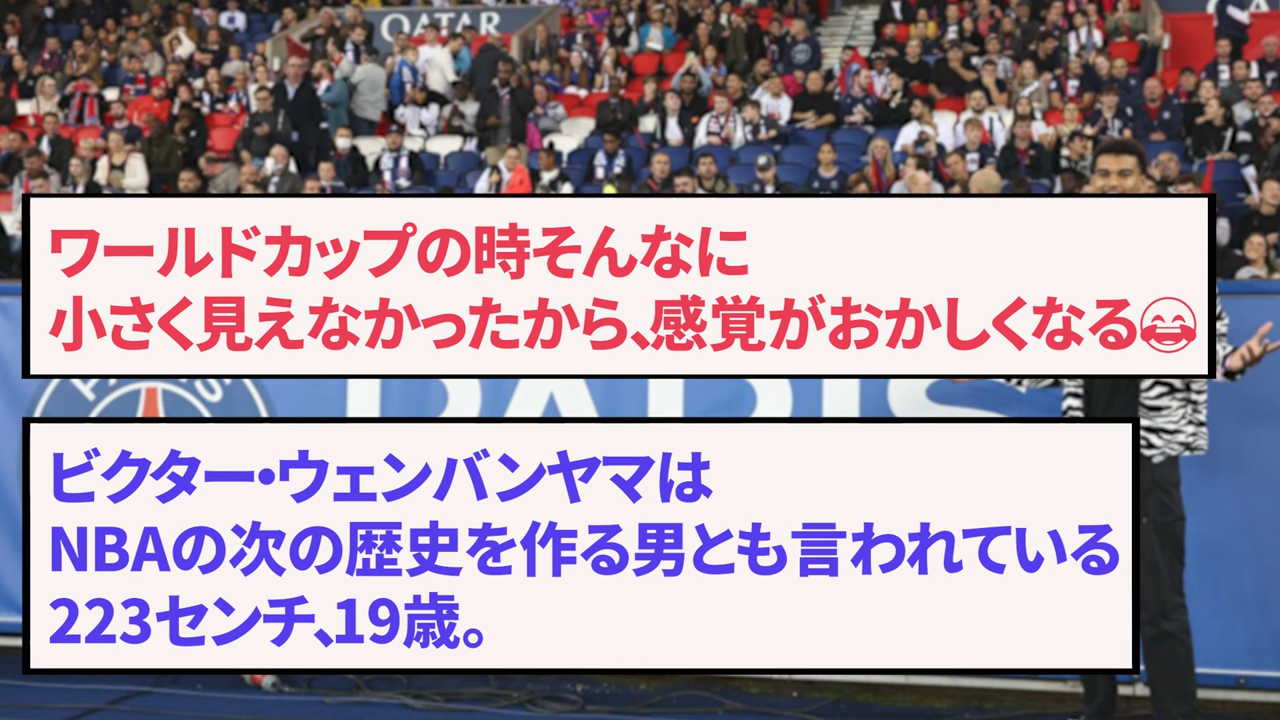 QATAR
ワールドカップの時そんなに
小さく見えなかったから、感覚がおかしくなる😂
PARIS
PARIS
ビクター・ウェンバンヤマは
NBAの次の歴史を作る男とも言われている
223センチ、19歳。